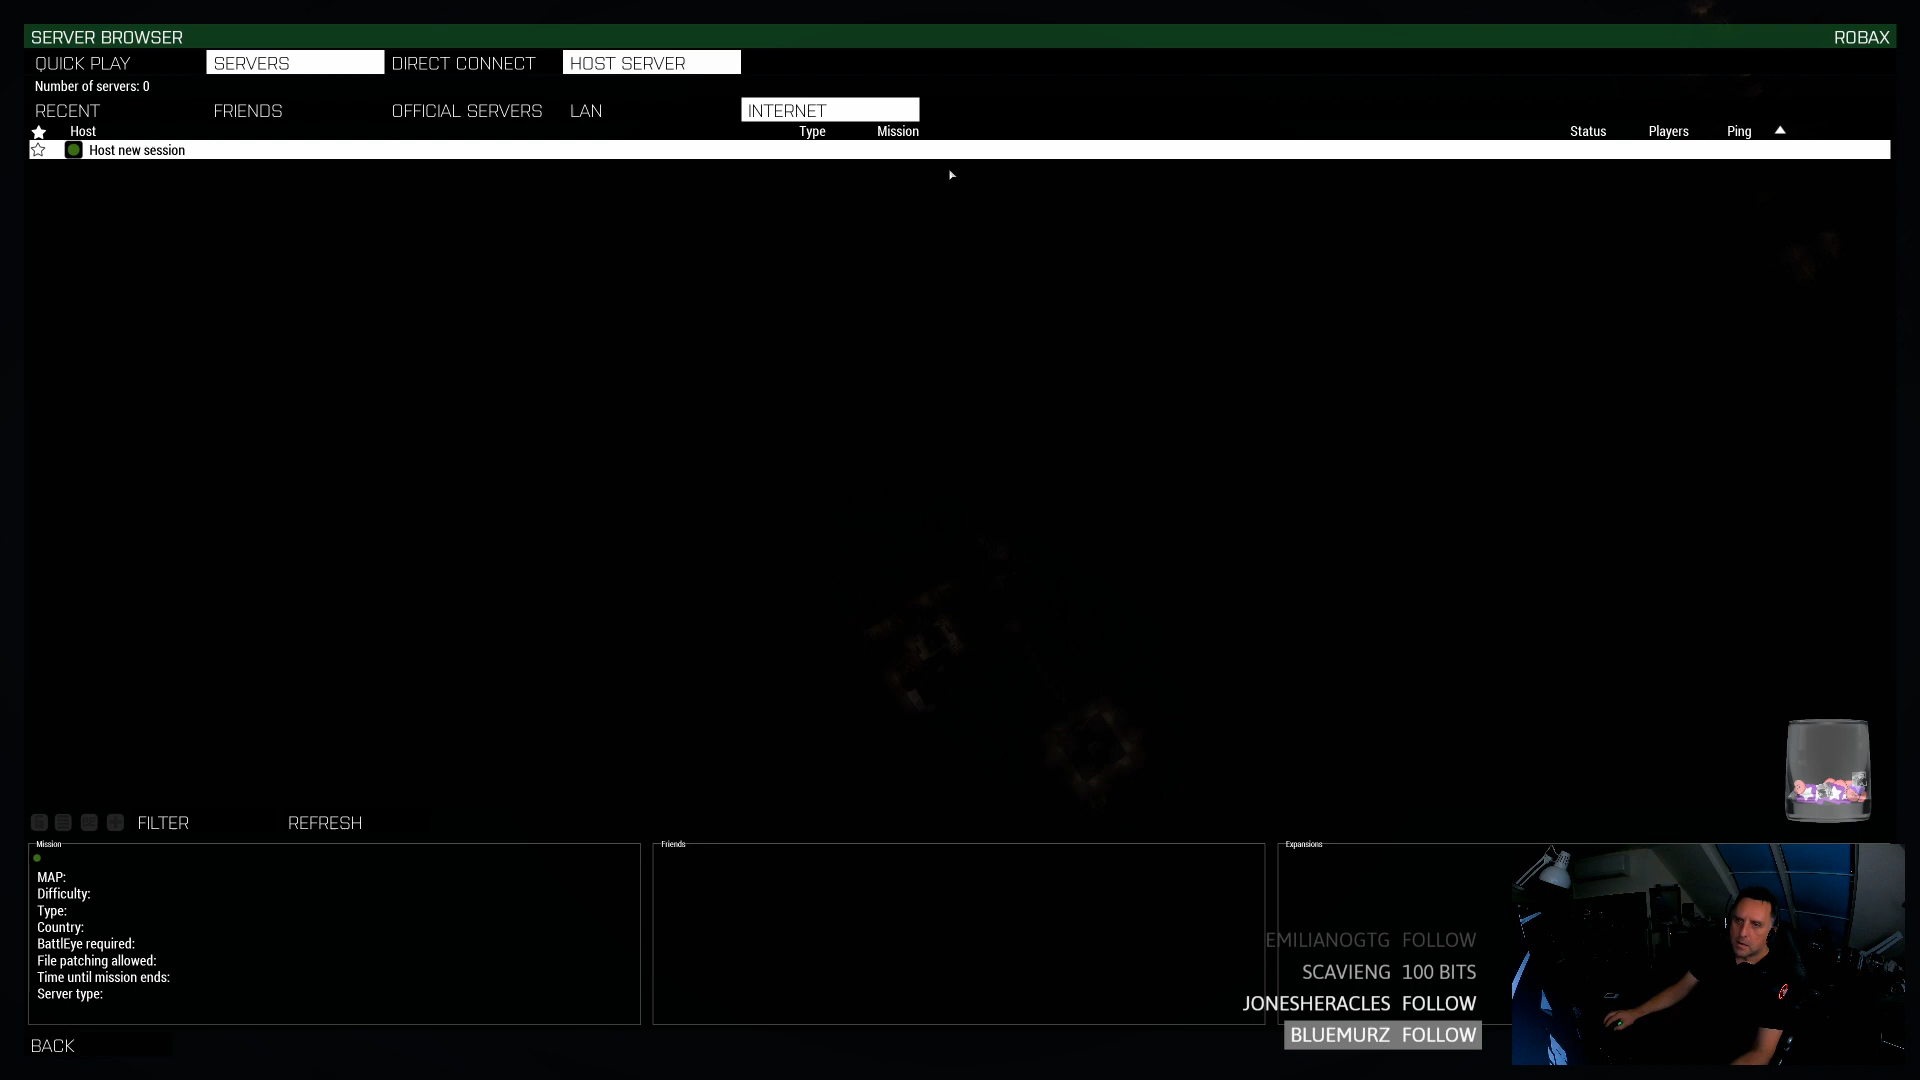 SERVER BROWSER ROBAX
QUICK PLAY SERVERS DIRECT CONNECT HOST SERVER
Number of servers: 0
RECENT FRIENDS OFFICIAL SERVERS LAN INTERNET
Host Type Mission Status Players Ping
Host new session
FILTER REFRESH
Mission
MAP:
Difficulty:
Type:
Country:
BattlEye required:
File patching allowed:
Time until mission ends:
Server type:
Friends
Expansions
EMILIANOGTG FOLLOW
SCAVIENG 100 BITS
JONESHERACLES FOLLOW
BLUEMURZ FOLLOW
BACK